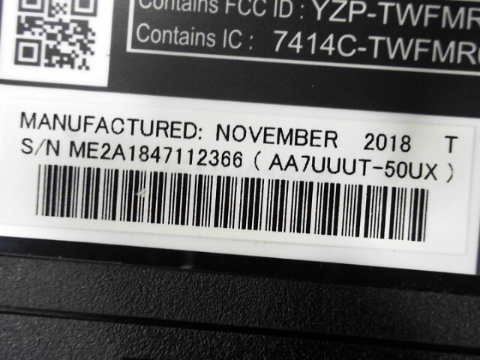 Contains FCC ID : YZP-TWFMR
Contains IC : 7414C-TWFMR
MANUFACTURED: NOVEMBER 2018 T
S/N ME2A1847112366 ( AA7UUUT-50UX )